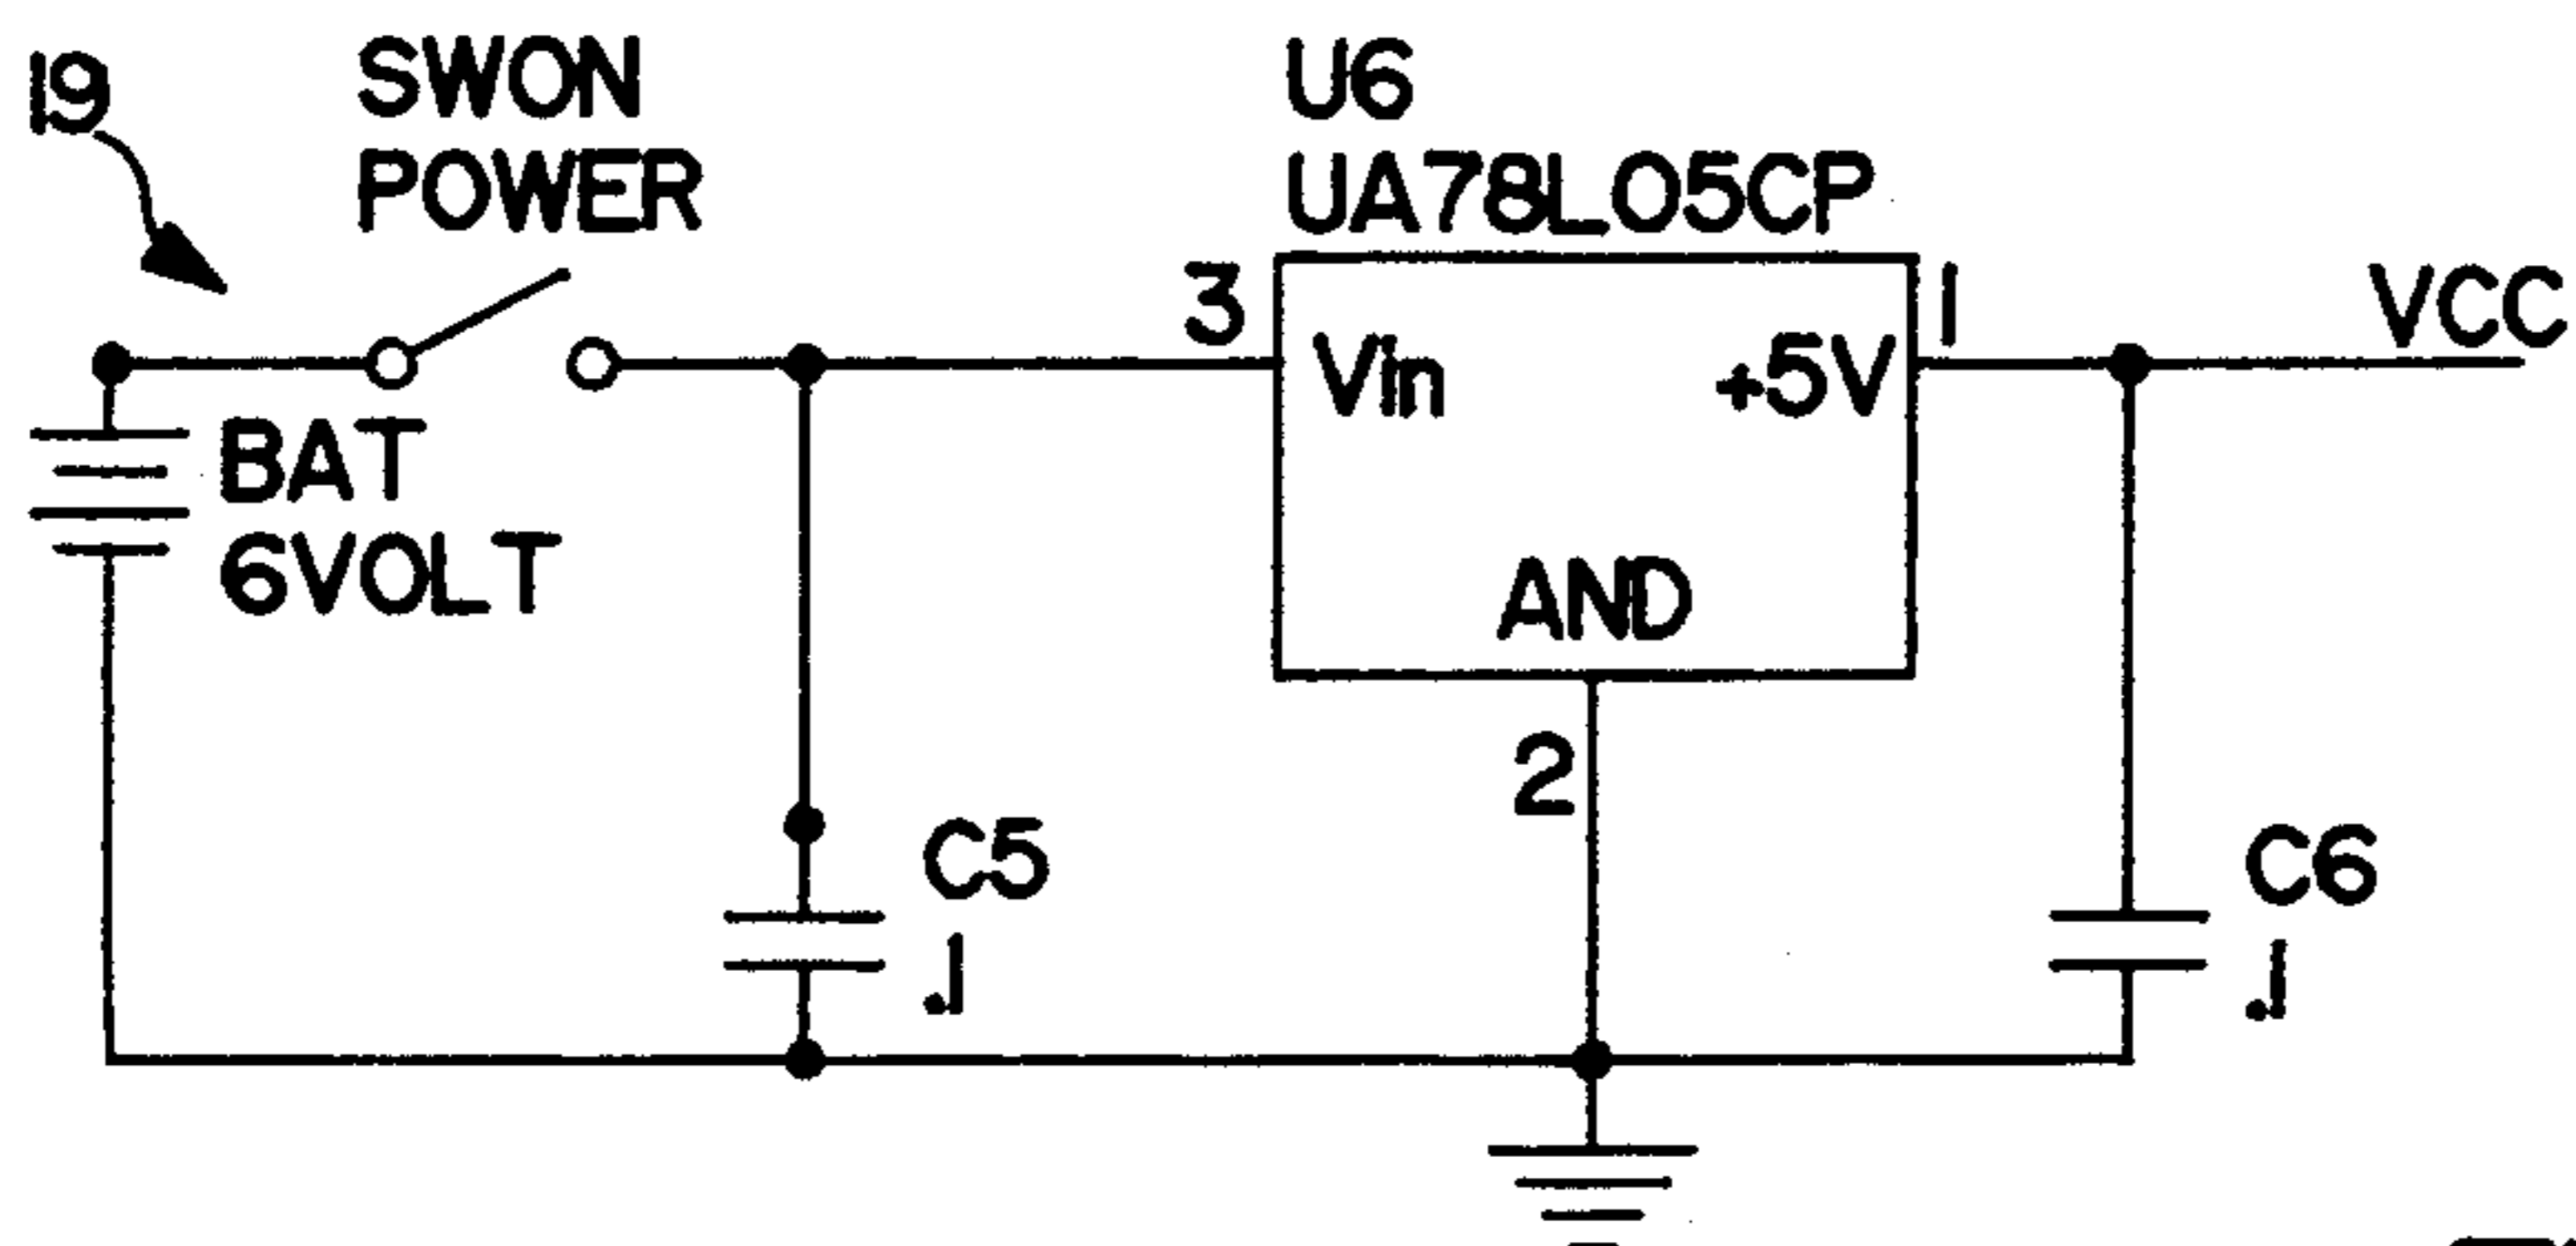 19
SWON
POWER
U6
UA78L05CP
3
1
VCC
Vin
+5V
BAT
6VOLT
AND
2
C5
.1
C6
.1